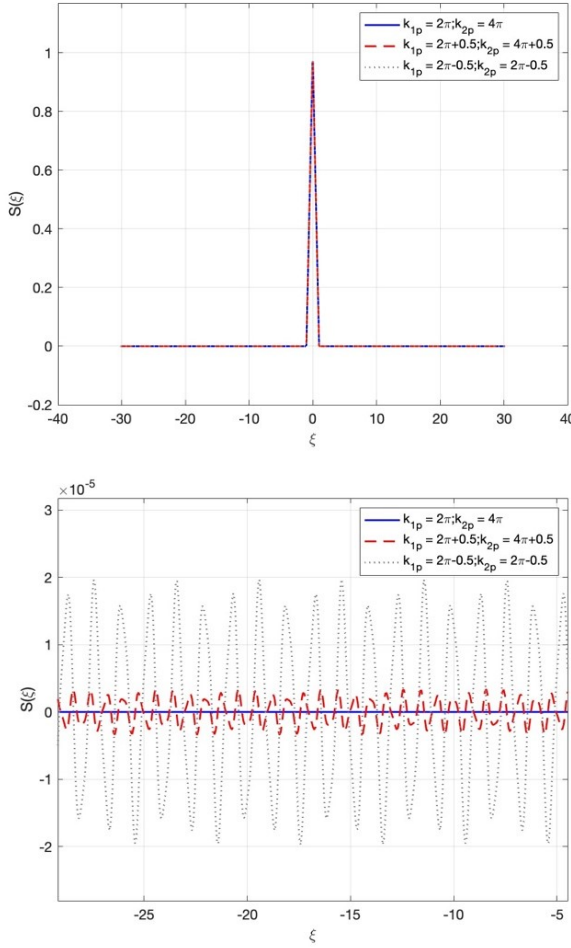 1
0.8
0.6
0.4
0.2
0
-0.2
S(ξ)
-40 -30 -20 -10 0 10 20 30 40
ξ
k1p = 2π;k2p = 4π
k1p = 2π+0.5;k2p = 4π+0.5
k1p = 2π-0.5;k2p = 2π-0.5
×10-5
3
2
1
0
-1
-2
S(ξ)
-25 -20 -15 -10 -5
ξ
k1p = 2π;k2p = 4π
k1p = 2π+0.5;k2p = 4π+0.5
k1p = 2π-0.5;k2p = 2π-0.5